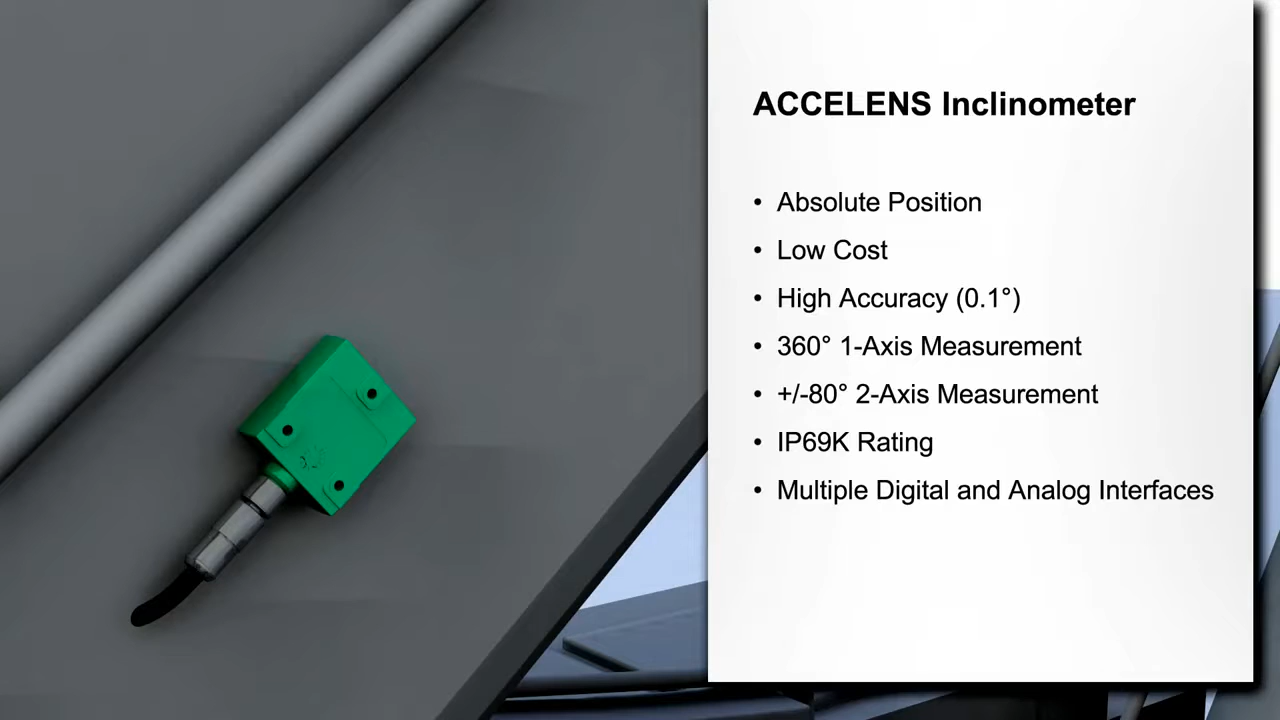 ACCELENS Inclinometer
• Absolute Position
• Low Cost
• High Accuracy (0.1°)
• 360° 1-Axis Measurement
• +/-80° 2-Axis Measurement
• IP69K Rating
• Multiple Digital and Analog Interfaces